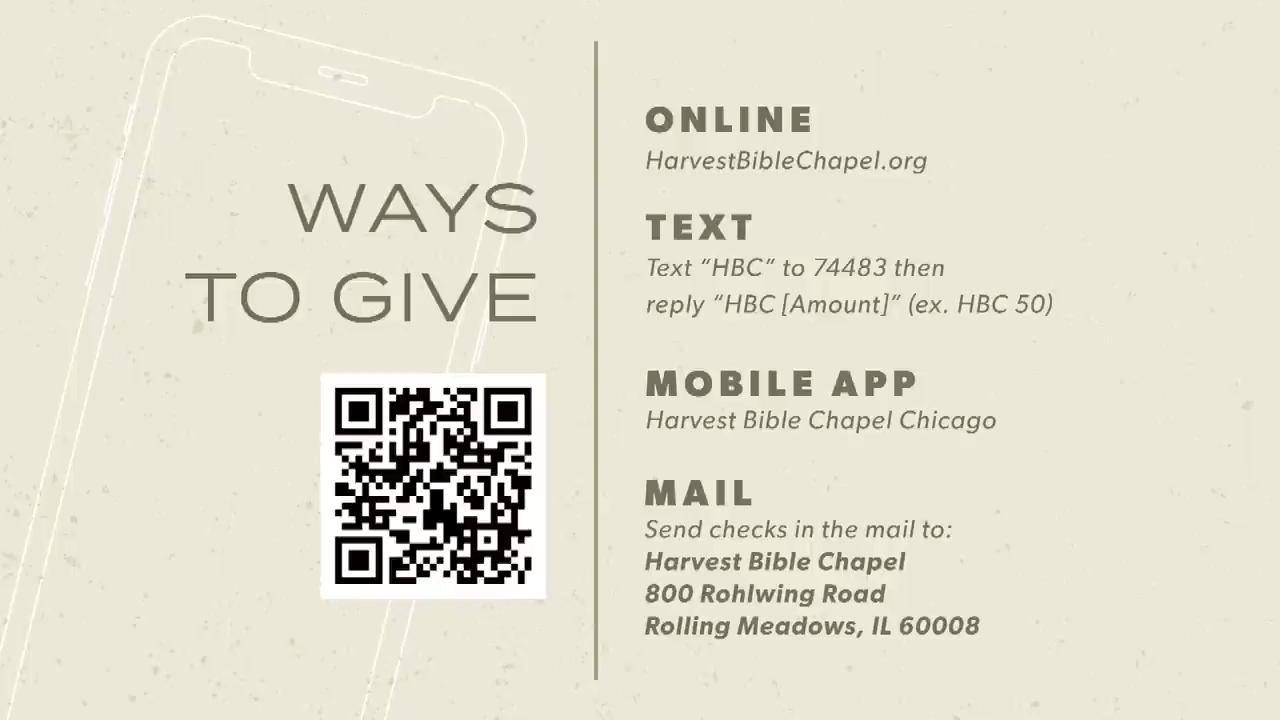 WAYS
TO GIVE
ONLINE
HarvestBibleChapel.org
TEXT
Text “HBC” to 74483 then
reply “HBC [Amount]” (ex. HBC 50)
MOBILE APP
Harvest Bible Chapel Chicago
MAIL
Send checks in the mail to:
Harvest Bible Chapel
800 Rohlwing Road
Rolling Meadows, IL 60008